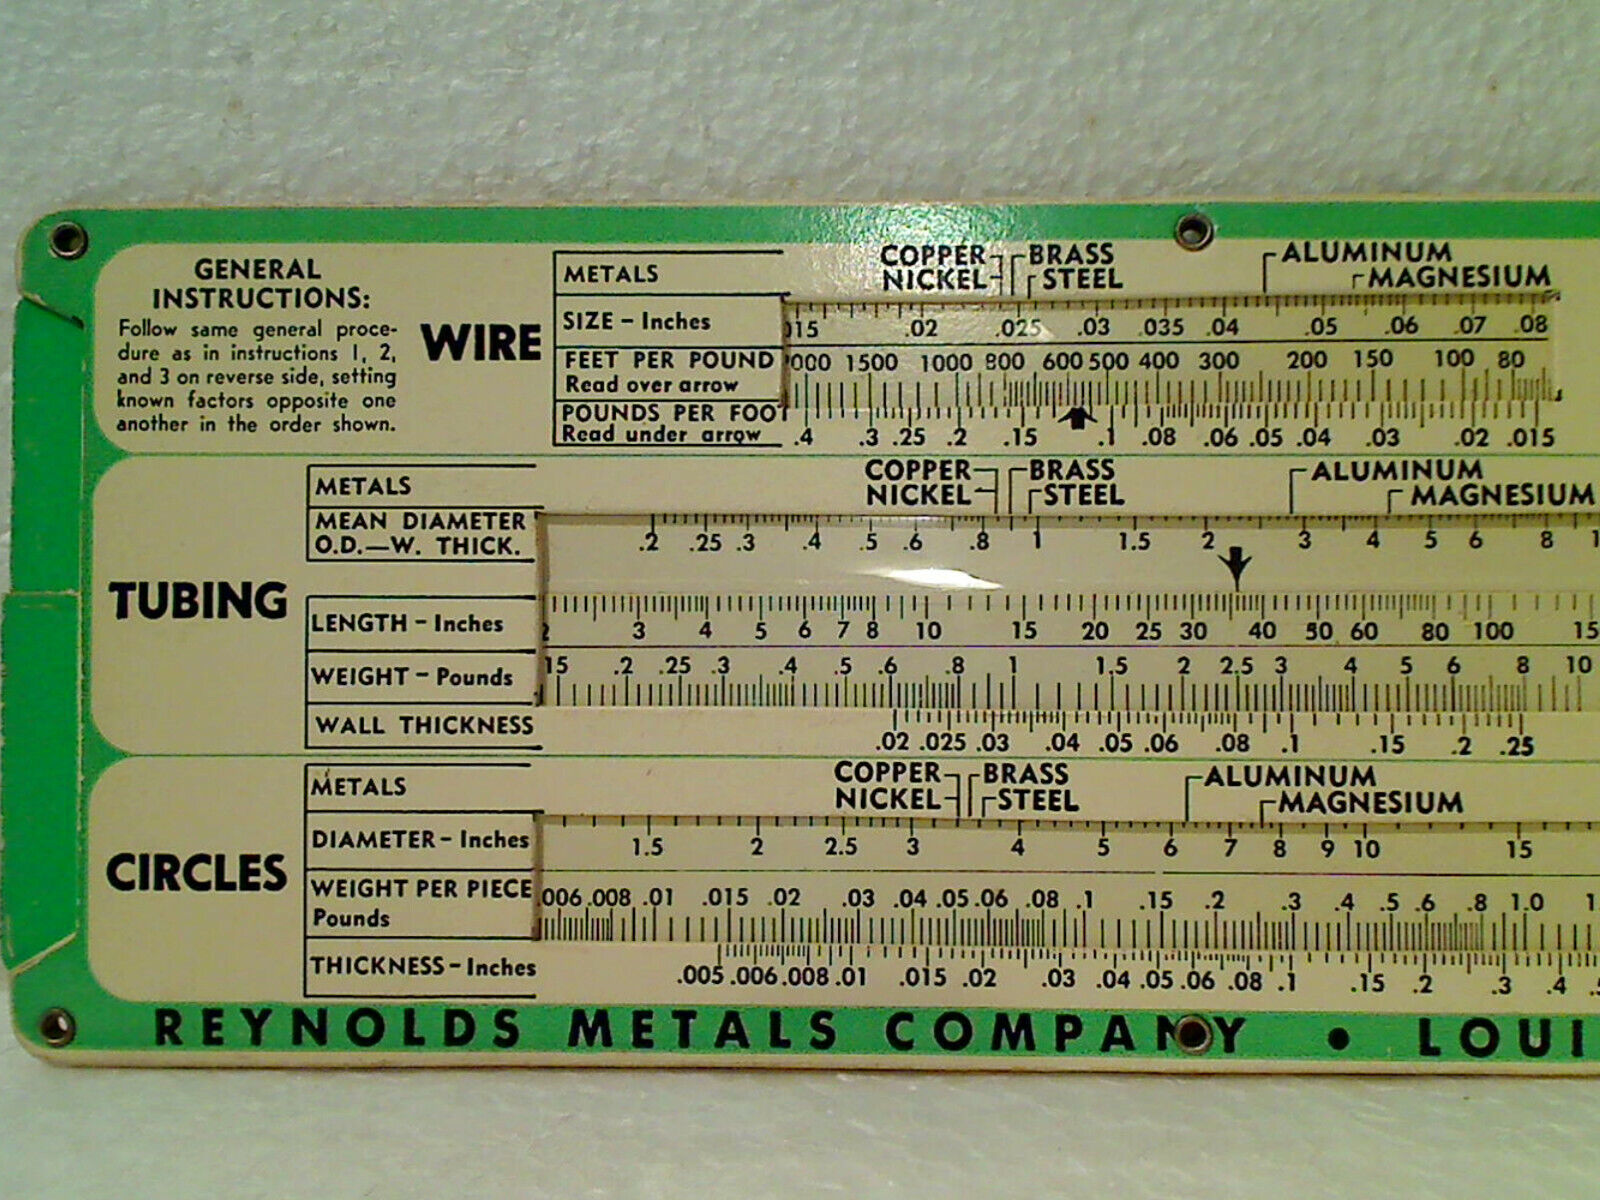 GENERAL
INSTRUCTIONS:
Follow same general proce-
dure as in instructions 1, 2,
and 3 on reverse side, setting
known factors opposite one
another in the order shown.
WIRE
METALS
COPPER BRASS ALUMINUM
NICKEL STEEL MAGNESIUM
SIZE - Inches
15 .02 .025 .03 .035 .04 .05 .06 .07 .08
FEET PER POUND
Read over arrow
000 1500 1000 800 600 500 400 300 200 150 100 80
POUNDS PER FOOT
Read under arrow
.4 .3 .25 .2 .15 .1 .08 .06 .05 .04 .03 .02 .015
TUBING
METALS
COPPER BRASS ALUMINUM
NICKEL STEEL MAGNESIUM
MEAN DIAMETER
O.D.—W. THICK.
.2 .25 .3 .4 .5 .6 .8 1 1.5 2 3 4 5 6 8 1
LENGTH - Inches
2 3 4 5 6 7 8 10 15 20 25 30 40 50 60 80 100 15
WEIGHT - Pounds
15 .2 .25 .3 .4 .5 .6 .8 1 1.5 2 2.5 3 4 5 6 8 10
WALL THICKNESS
.02 .025 .03 .04 .05 .06 .08 .1 .15 .2 .25
CIRCLES
METALS
COPPER BRASS ALUMINUM
NICKEL STEEL MAGNESIUM
DIAMETER - Inches
1.5 2 2.5 3 4 5 6 7 8 9 10 15
WEIGHT PER PIECE
Pounds
.006 .008 .01 .015 .02 .03 .04 .05 .06 .08 .1 .15 .2 .3 .4 .5 .6 .8 1.0 1.
THICKNESS - Inches
.005 .006 .008 .01 .015 .02 .03 .04 .05 .06 .08 .1 .15 .2 .3 .4 .5
REYNOLDS METALS COMPANY • LOUI